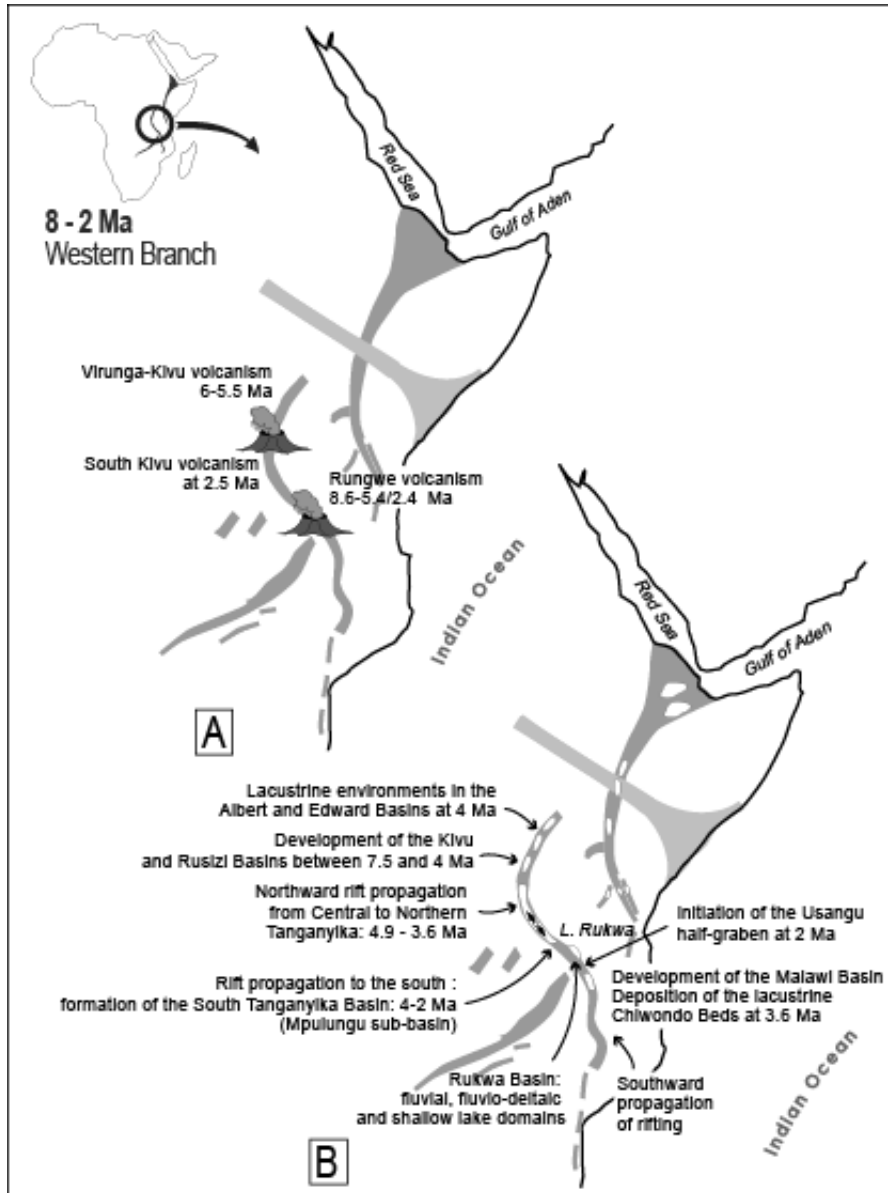 8 - 2 Ma
Western Branch
Red Sea
Gulf of Aden
Virunga-Kivu volcanism
6-5.5 Ma
South Kivu volcanism
at 2.5 Ma
Rungwe volcanism
8.6-5.4/2.4 Ma
Indian Ocean
A
Red Sea
Gulf of Aden
Lacustrine environments in the
Albert and Edward Basins at 4 Ma
Development of the Kivu
and Rusizi Basins between 7.5 and 4 Ma
Northward rift propagation
from Central to Northern
Tanganyika: 4.9 - 3.6 Ma
L. Rukwa
Initiation of the Usangu
half-graben at 2 Ma
Rift propagation to the south :
formation of the South Tanganyika Basin: 4-2 Ma
(Mpulungu sub-basin)
Development of the Malawi Basin
Deposition of the lacustrine
Chiwondo Beds at 3.6 Ma
Rukwa Basin:
fluvial, fluvio-deltaic
and shallow lake domains
Southward
propagation
of rifting
Indian Ocean
B